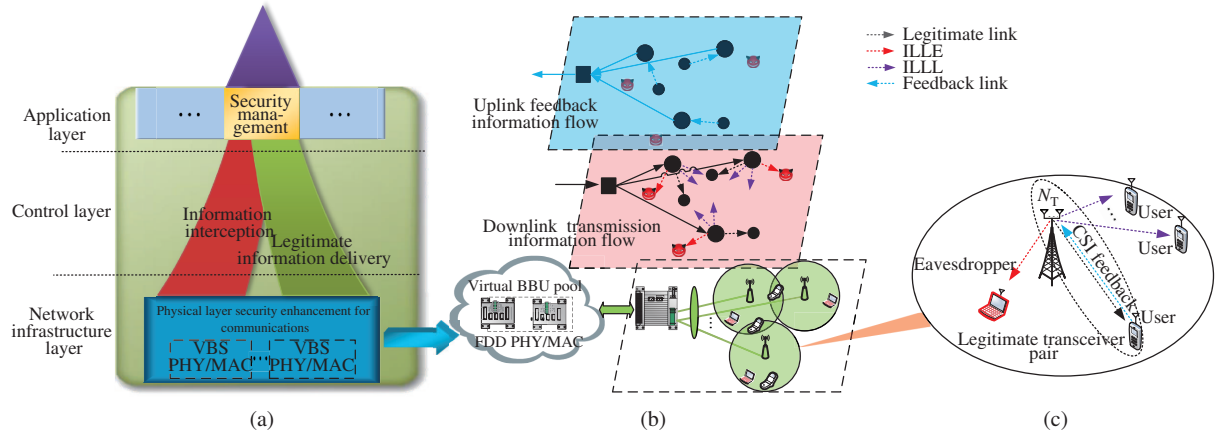 Application
layer
Control layer
Network
infrastructure
layer
...
Security
mana-
gement
...
Information
interception
Legitimate
information delivery
Physical layer security enhancement for
communications
VBS
PHY/MAC
...
VBS
PHY/MAC
(a)
Uplink feedback
information flow
Downlink transmission
information flow
Virtual BBU pool
FDD PHY/MAC
...
(b)
Legitimate link
ILLE
ILLL
Feedback link
NT
User
...
User
CSI feedback
Eavesdropper
User
Legitimate transceiver
pair
(c)